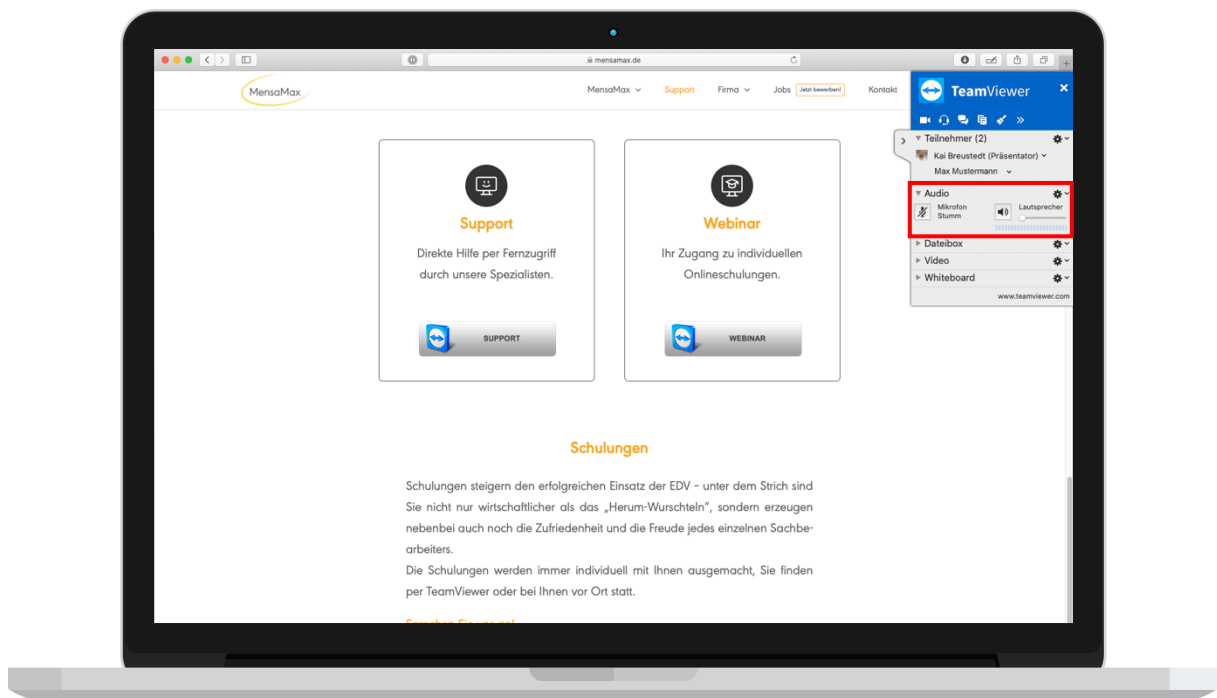 mensamax.de
MensaMax
MensaMax
Support
Firma
Jobs
Jetzt bewerben!
Kontakt
TeamViewer
Teilnehmer (2)
Kai Breustedt (Präsentator)
Max Mustermann
Audio
Mikrofon
Stumm
Lautsprecher
Dateibox
Video
Whiteboard
www.teamviewer.com
Support
Direkte Hilfe per Fernzugriff
durch unsere Spezialisten.
SUPPORT
Webinar
Ihr Zugang zu individuellen
Onlineschulungen.
WEBINAR
Schulungen
Schulungen steigern den erfolgreichen Einsatz der EDV – unter dem Strich sind
Sie nicht nur wirtschaftlicher als das „Herum-Wurschteln“, sondern erzeugen
nebenbei auch noch die Zufriedenheit und die Freude jedes einzelnen Sachbe-
arbeiters.
Die Schulungen werden immer individuell mit Ihnen ausgemacht, Sie finden
per TeamViewer oder bei Ihnen vor Ort statt.
Sprechen Sie uns an!